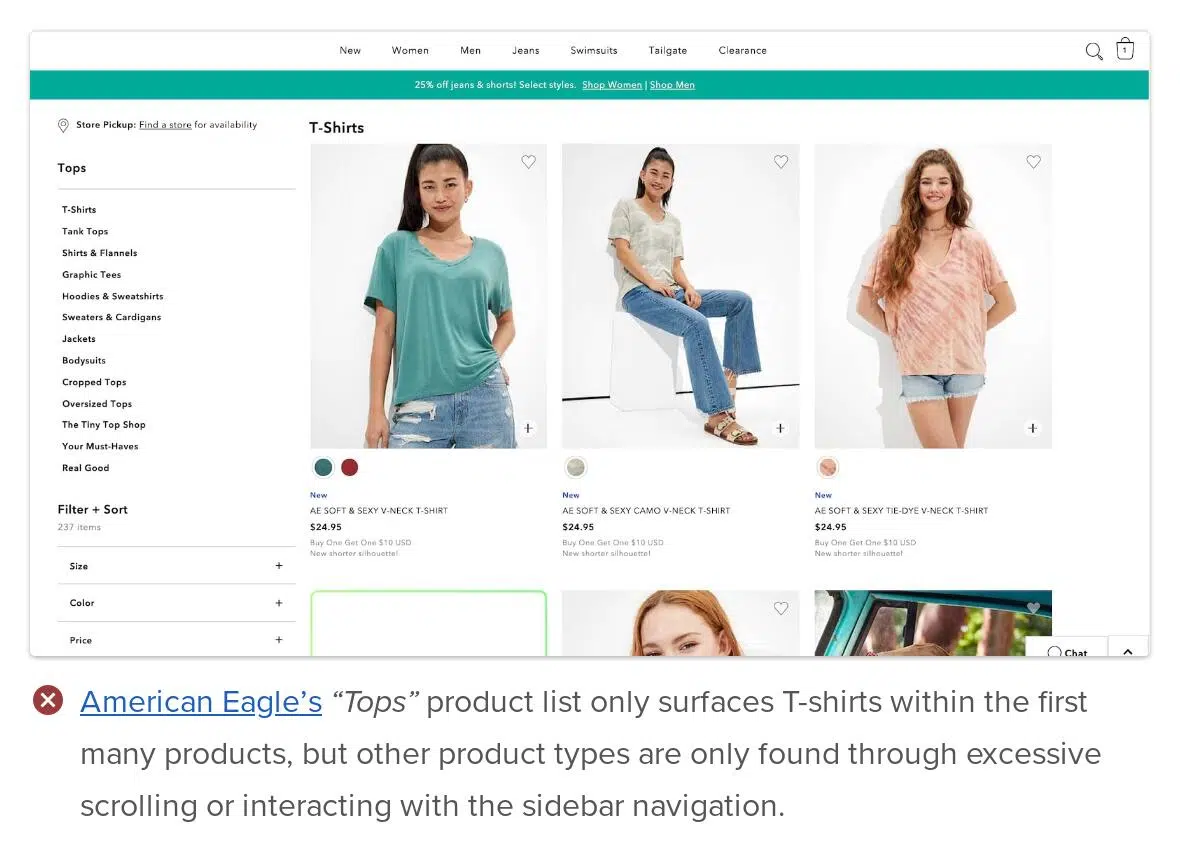 New Women Men Jeans Swimsuits Tailgate Clearance
1
25% off jeans & shorts! Select styles. Shop Women | Shop Men
Store Pickup: Find a store for availability
Tops
T-Shirts
Tank Tops
Shirts & Flannels
Graphic Tees
Hoodies & Sweatshirts
Sweaters & Cardigans
Jackets
Bodysuits
Cropped Tops
Oversized Tops
The Tiny Top Shop
Your Must-Haves
Real Good
Filter + Sort
237 items
Size +
Color +
Price +
T-Shirts
New
AE SOFT & SEXY V-NECK T-SHIRT
$24.95
Buy One Get One $10 USD
New shorter silhouette!
New
AE SOFT & SEXY CAMO V-NECK T-SHIRT
$24.95
Buy One Get One $10 USD
New shorter silhouette!
New
AE SOFT & SEXY TIE-DYE V-NECK T-SHIRT
$24.95
Buy One Get One $10 USD
New shorter silhouette!
Chat
American Eagle’s “Tops” product list only surfaces T-shirts within the first
many products, but other product types are only found through excessive
scrolling or interacting with the sidebar navigation.